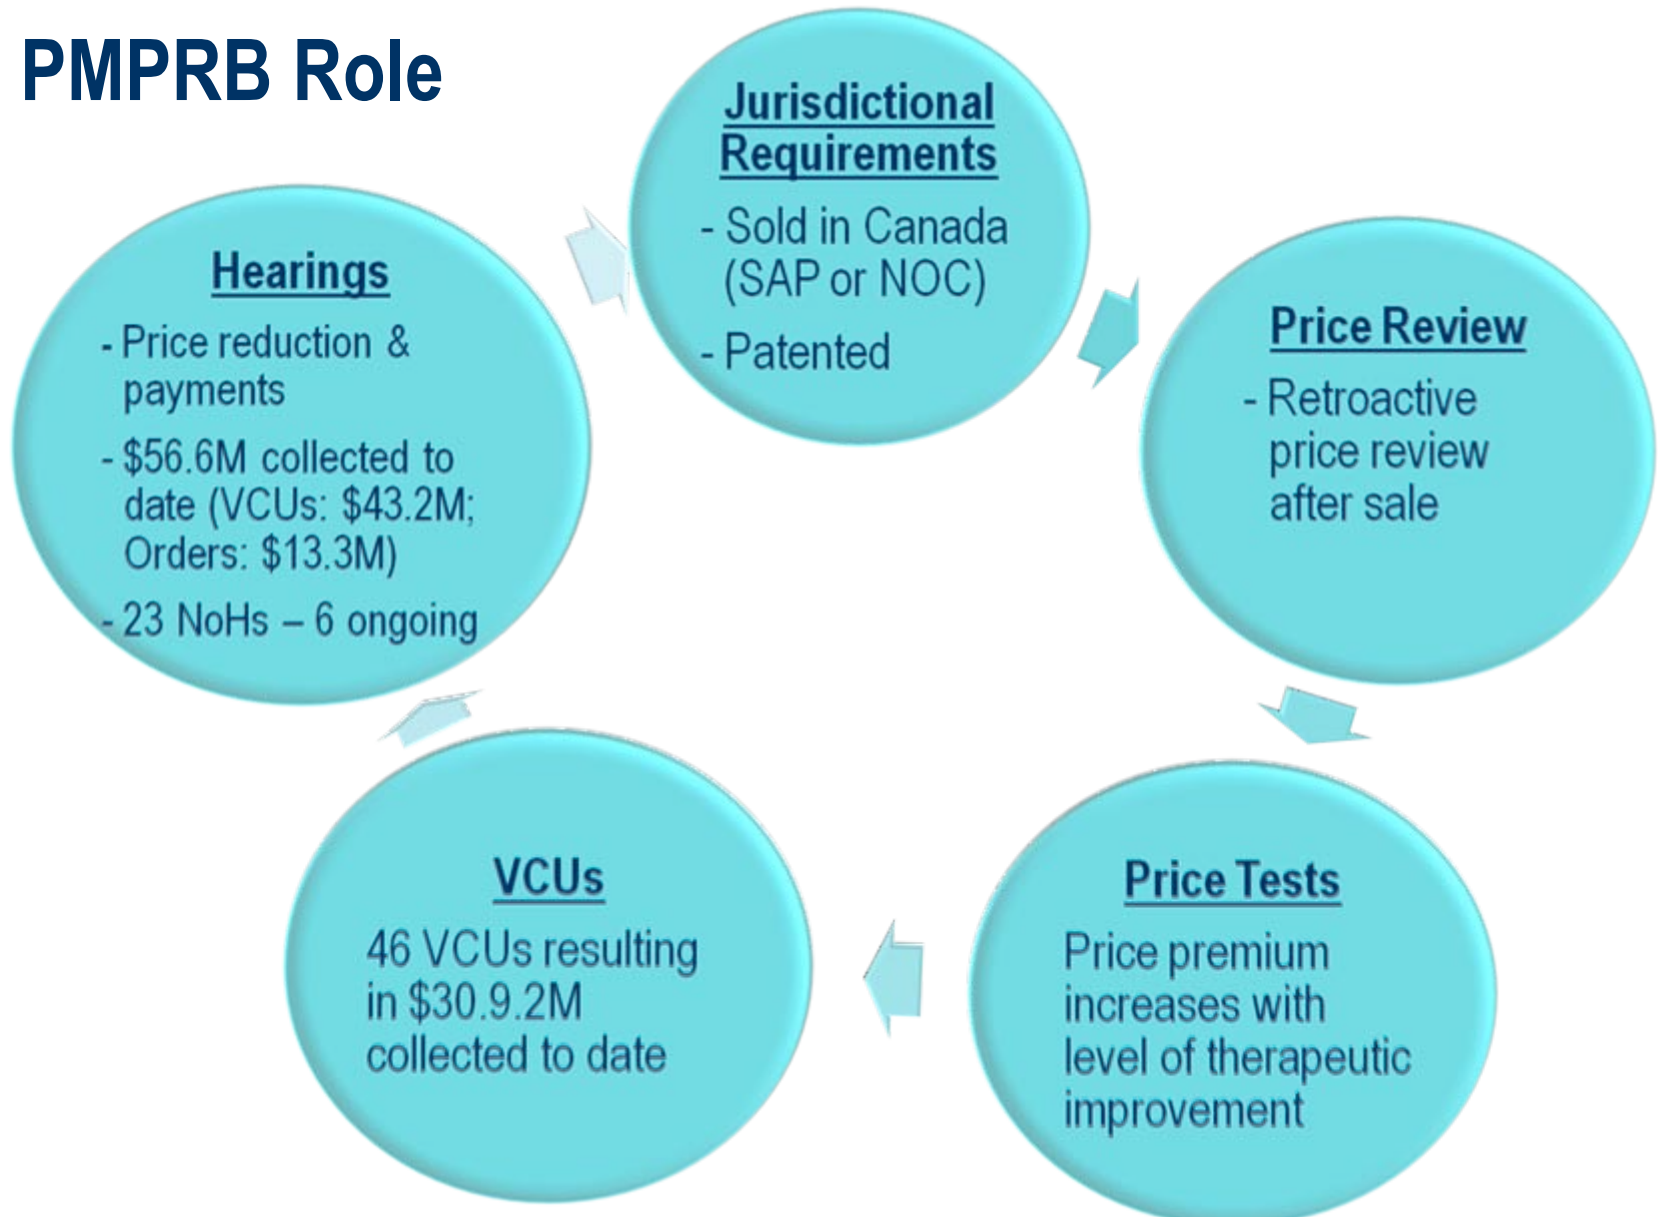 PMPRB Role
Jurisdictional
Requirements
- Sold in Canada
(SAP or NOC)
- Patented
Price Review
- Retroactive
price review
after sale
Price Tests
Price premium
increases with
level of therapeutic
improvement
VCUs
46 VCUs resulting
in $30.9.2M
collected to date
Hearings
- Price reduction &
payments
- $56.6M collected to
date (VCUs: $43.2M;
Orders: $13.3M)
- 23 NoHs – 6 ongoing